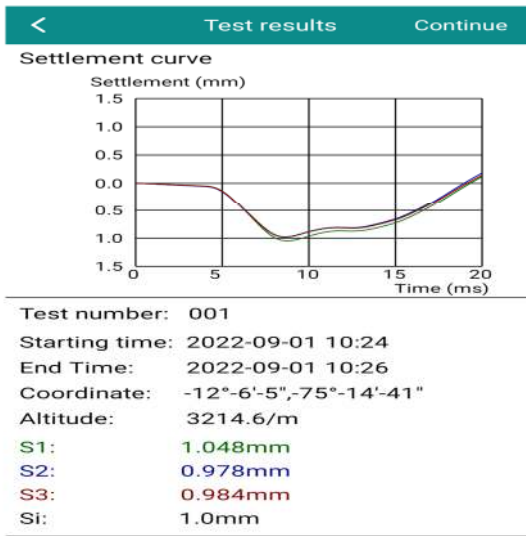 < Test results Continue
Settlement curve
Settlement (mm)
1.5
1.0
0.5
0.0
0.5
1.0
1.5
0 5 10 15 20
Time (ms)
Test number: 001
Starting time: 2022-09-01 10:24
End Time: 2022-09-01 10:26
Coordinate: -12°-6'-5",-75°-14'-41"
Altitude: 3214.6/m
S1: 1.048mm
S2: 0.978mm
S3: 0.984mm
Si: 1.0mm